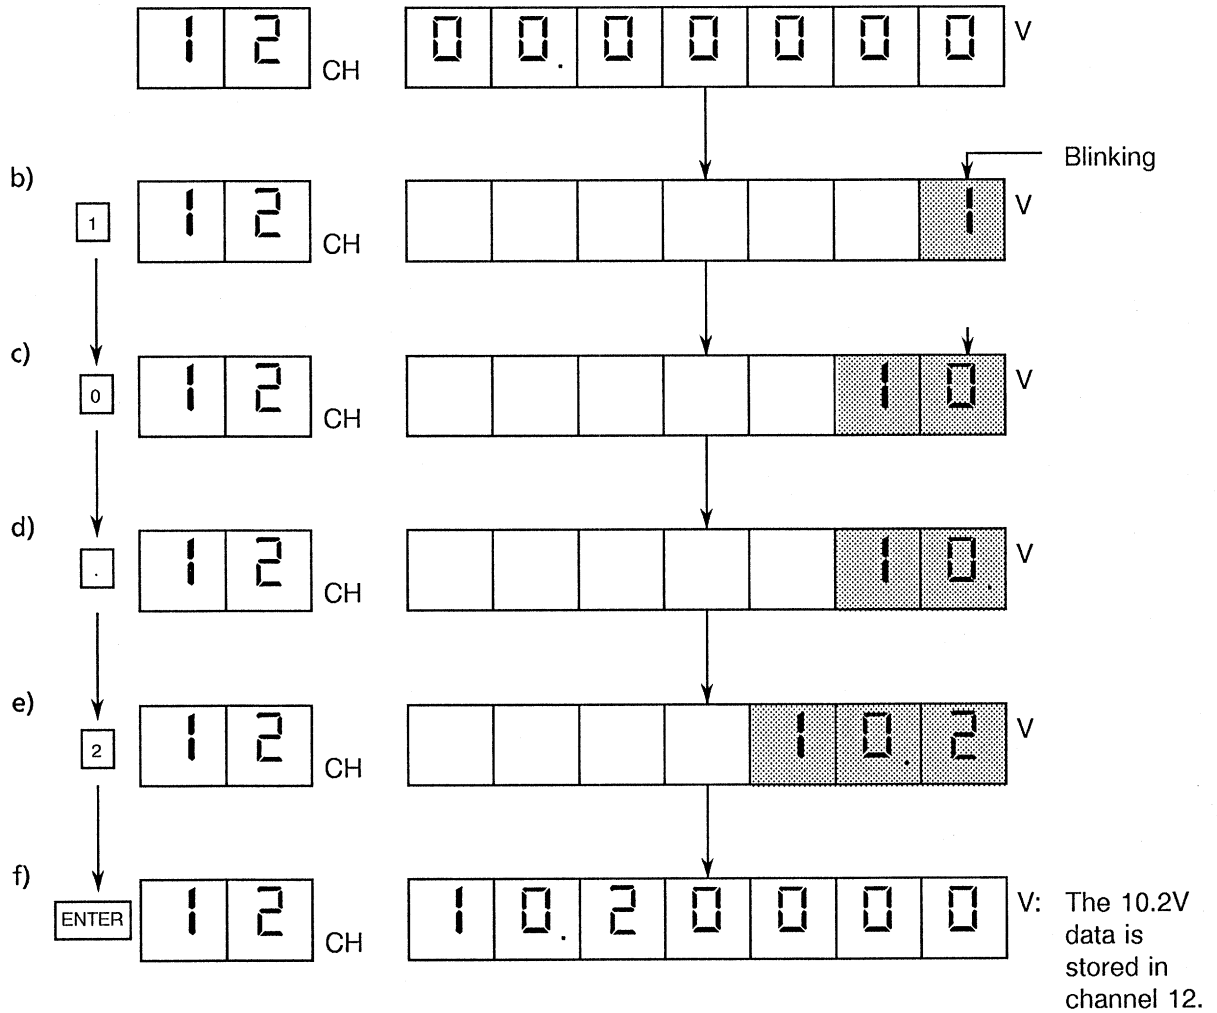 12 CH 00.00000 V
Blinking
b)
1 12 CH 1 V
c)
0 12 CH 10 V
d)
. 12 CH 10. V
e)
2 12 CH 10.2 V
f)
ENTER 12 CH 10.20000 V: The 10.2V
data is
stored in
channel 12.